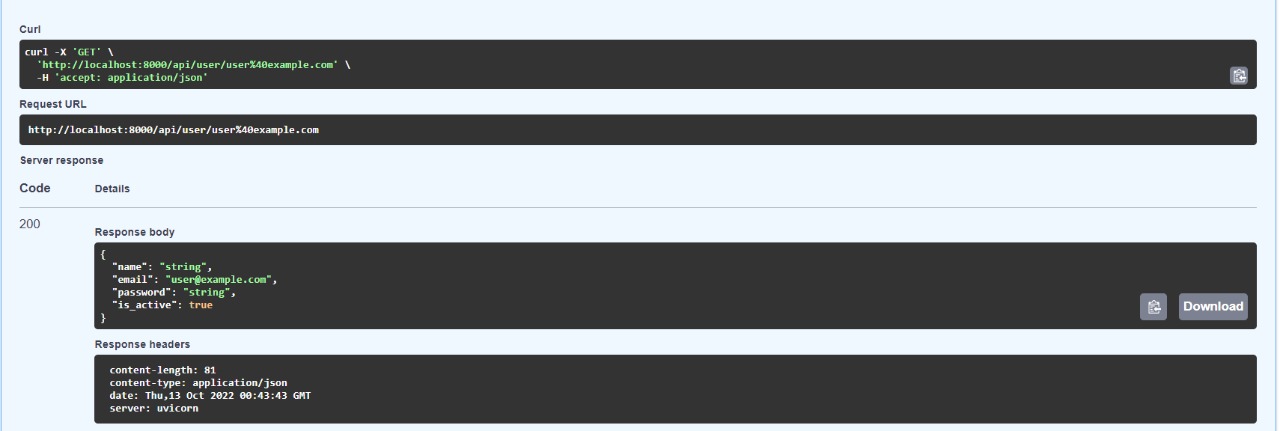 Curl
curl -X 'GET' \
  'http://localhost:8000/api/user/user%40example.com' \
  -H 'accept: application/json'
Request URL
http://localhost:8000/api/user/user%40example.com
Server response
Code Details
200
Response body
{
  "name": "string",
  "email": "user@example.com",
  "password": "string",
  "is_active": true
}
Download
Response headers
content-length: 81
content-type: application/json
date: Thu,13 Oct 2022 00:43:43 GMT
server: uvicorn